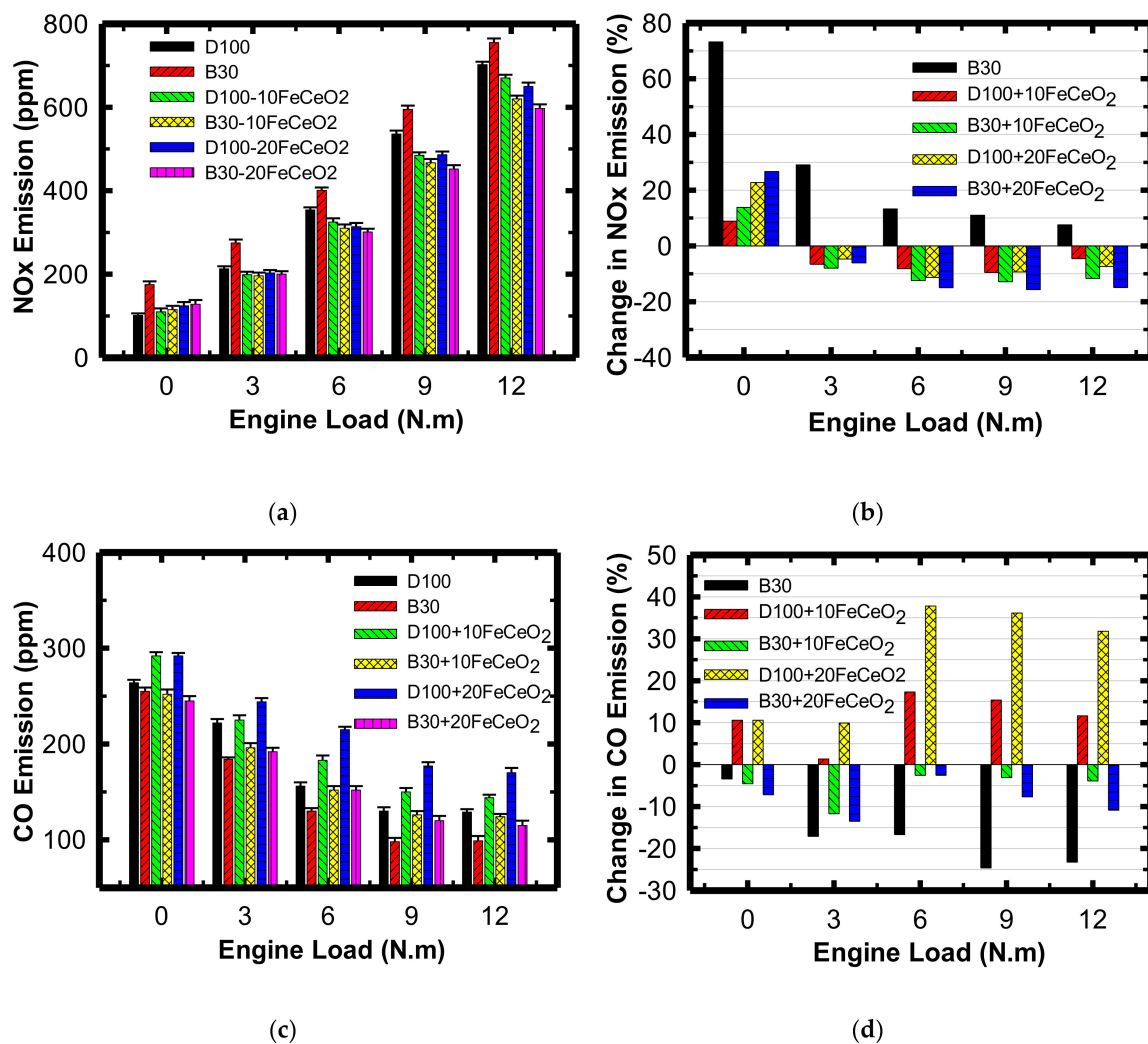 NOx Emission (ppm)
800
600
400
200
0
D100
B30
D100-10FeCeO2
B30-10FeCeO2
D100-20FeCeO2
B30-20FeCeO2
0 3 6 9 12
Engine Load (N.m)
(a)
Change in NOx Emission (%)
80
60
40
20
0
-20
-40
B30
D100+10FeCeO2
B30+10FeCeO2
D100+20FeCeO2
B30+20FeCeO2
0 3 6 9 12
Engine Load (N.m)
(b)
CO Emission (ppm)
400
300
200
100
D100
B30
D100+10FeCeO2
B30+10FeCeO2
D100+20FeCeO2
B30+20FeCeO2
0 3 6 9 12
Engine Load (N.m)
(c)
Change in CO Emission (%)
50
40
30
20
10
0
-10
-20
-30
B30
D100+10FeCeO2
B30+10FeCeO2
D100+20FeCeO2
B30+20FeCeO2
0 3 6 9 12
Engine Load (N.m)
(d)